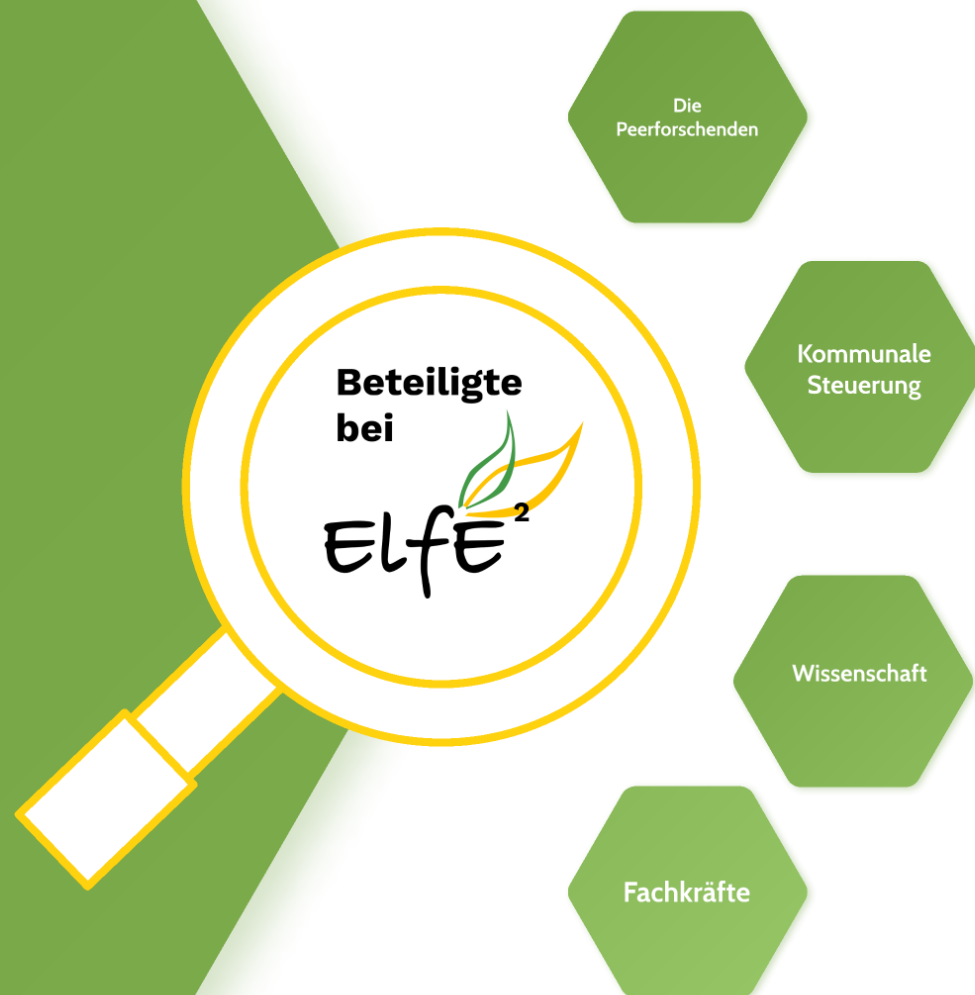 Die
Peerforschenden
Kommunale
Steuerung
Beteiligte
bei
ElfE²
Wissenschaft
Fachkräfte